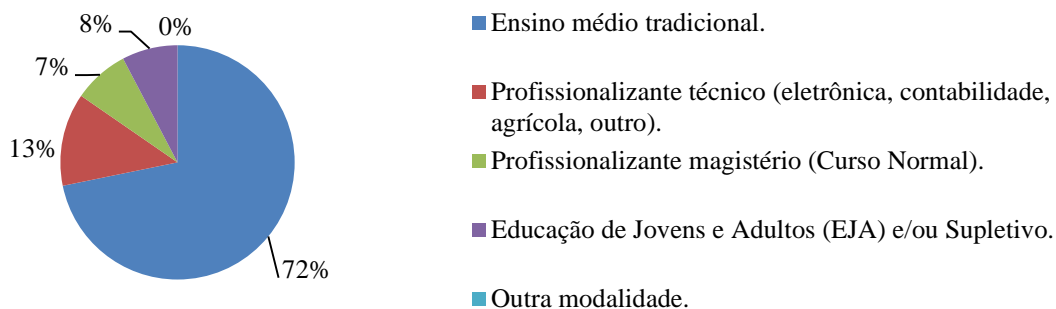 8%
0%
7%
13%
72%
Ensino médio tradicional.
Profissionalizante técnico (eletrônica, contabilidade,
agrícola, outro).
Profissionalizante magistério (Curso Normal).
Educação de Jovens e Adultos (EJA) e/ou Supletivo.
Outra modalidade.